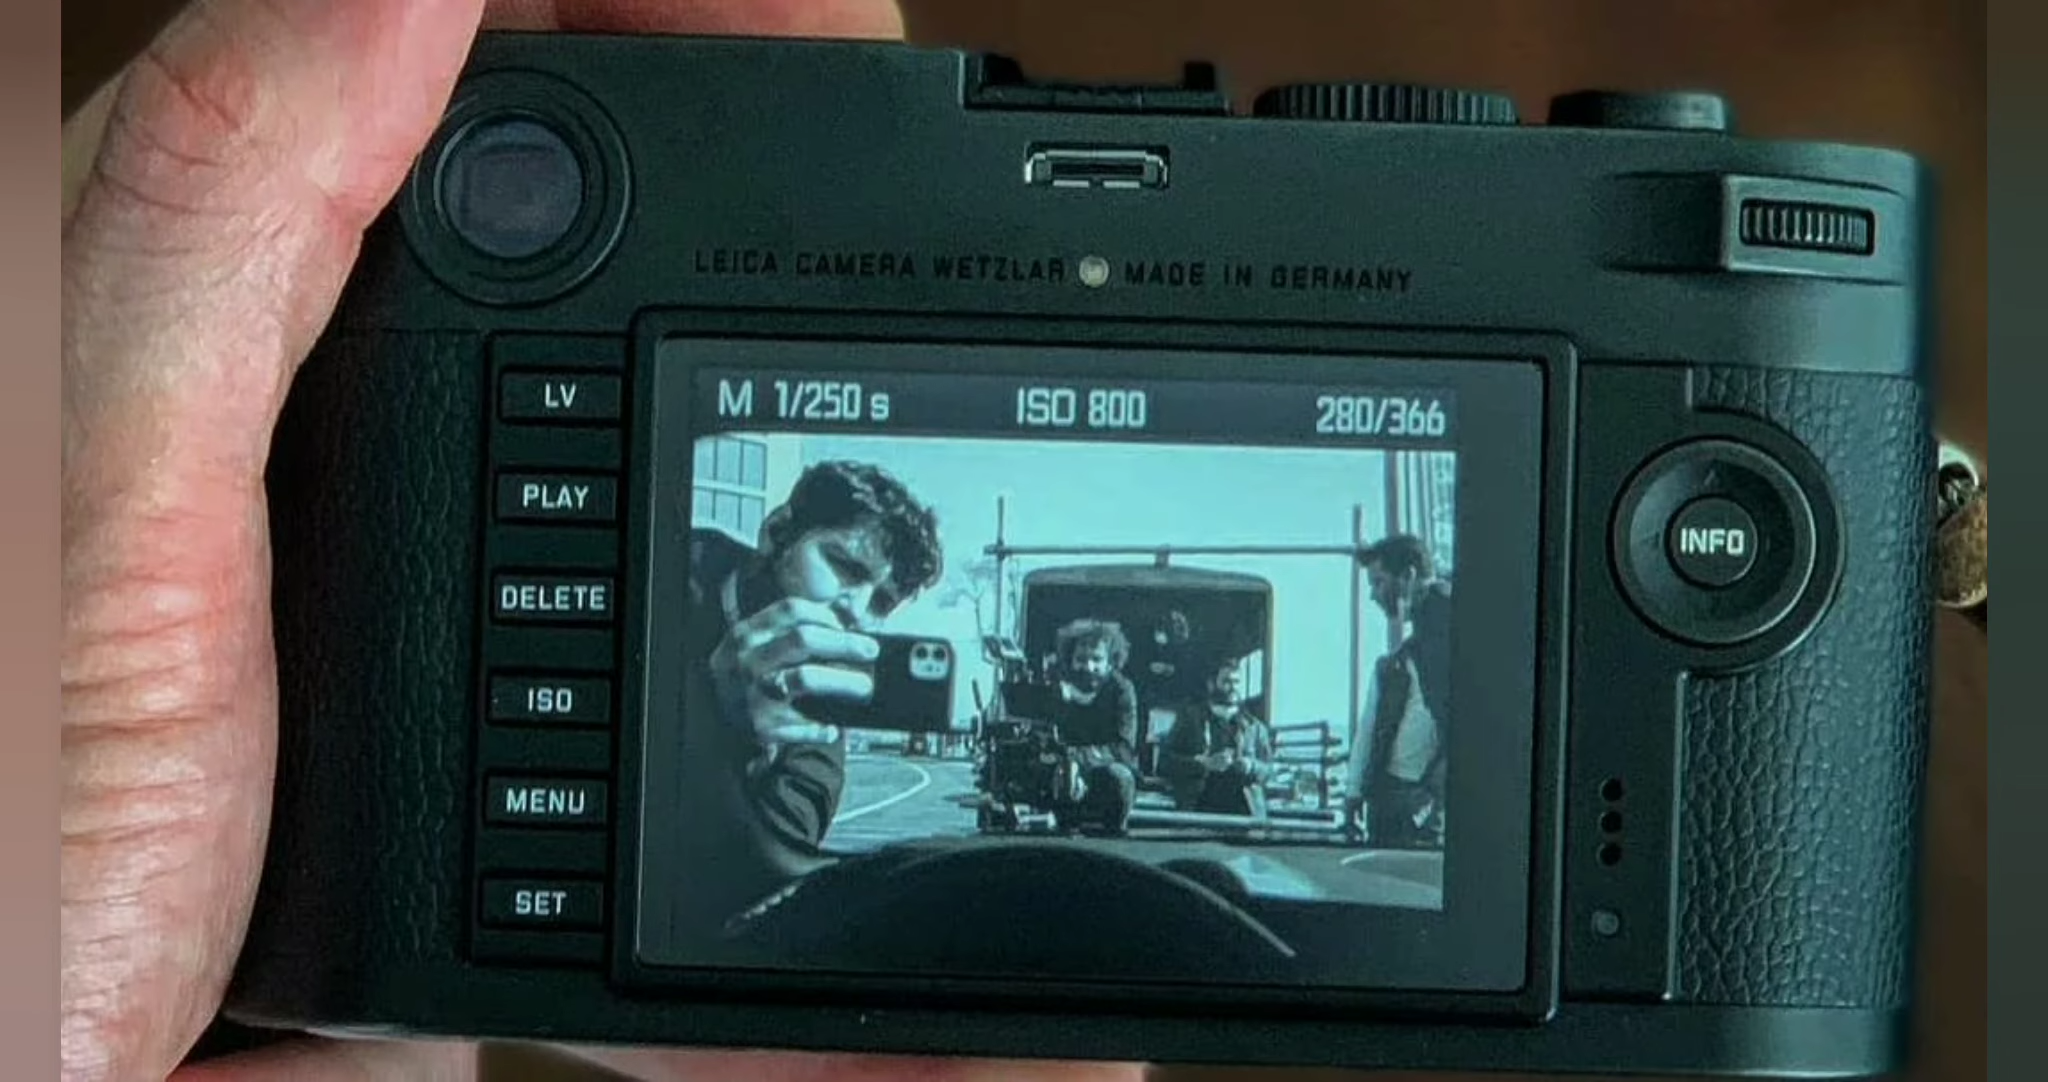 LEICA CAMERA WETZLAR MADE IN GERMANY
M 1/250 s ISO 800 280/366
LV
PLAY
DELETE
ISO
MENU
SET
INFO